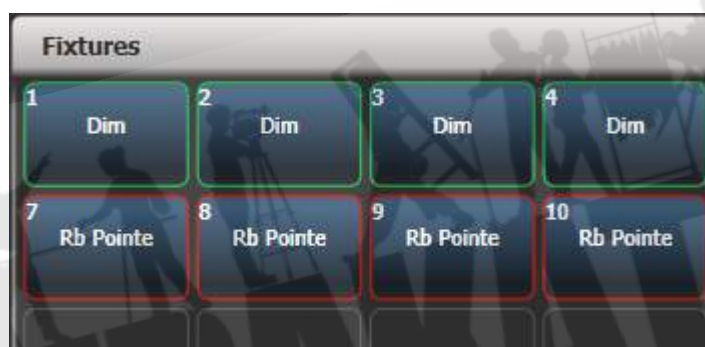 Fixtures
1 2 3 4
Dim Dim Dim Dim
7 8 9 10
Rb Pointe Rb Pointe Rb Pointe Rb Pointe